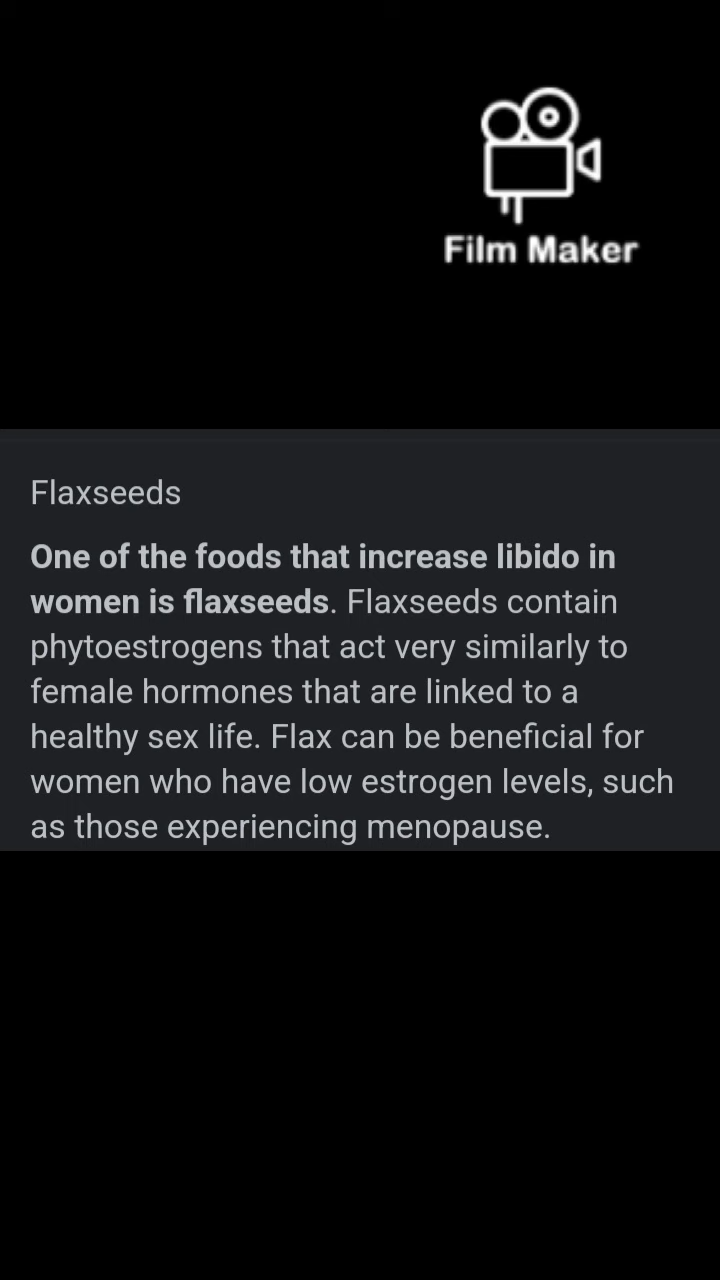 Film Maker
Flaxseeds
One of the foods that increase libido in
women is flaxseeds. Flaxseeds contain
phytoestrogens that act very similarly to
female hormones that are linked to a
healthy sex life. Flax can be beneficial for
women who have low estrogen levels, such
as those experiencing menopause.